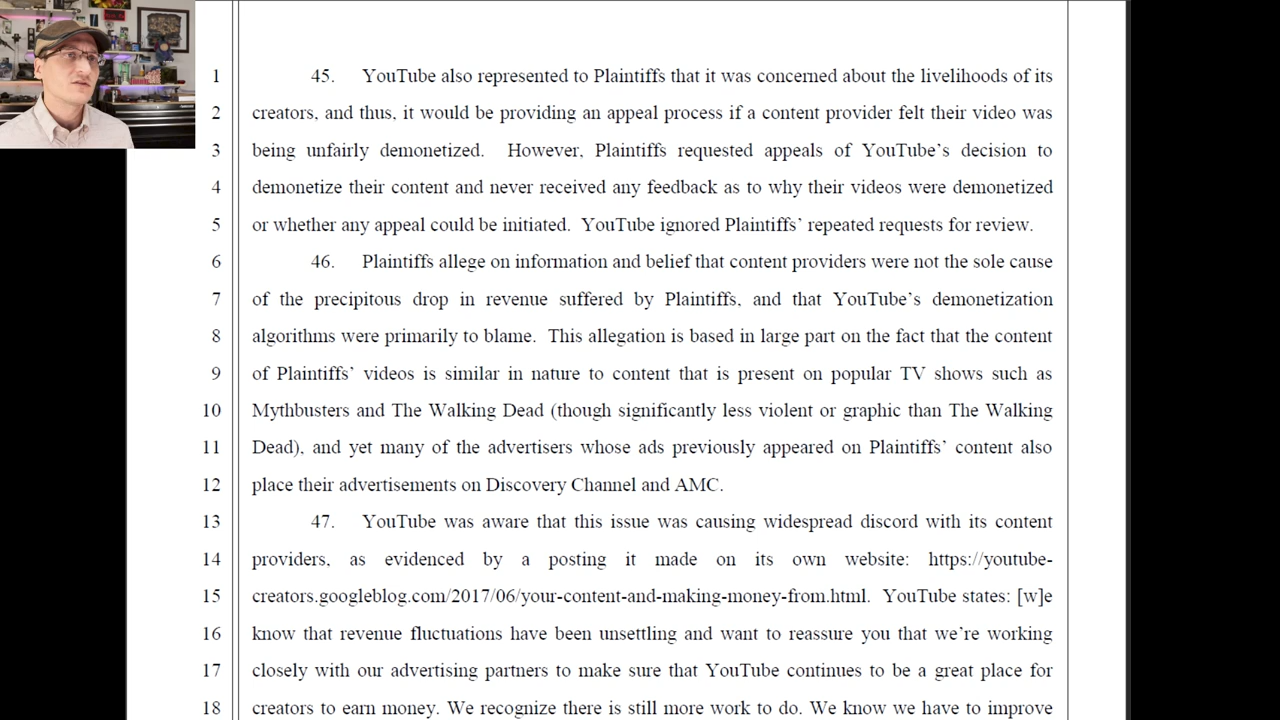 1 45. YouTube also represented to Plaintiffs that it was concerned about the livelihoods of its
2 creators, and thus, it would be providing an appeal process if a content provider felt their video was
3 being unfairly demonetized. However, Plaintiffs requested appeals of YouTube’s decision to
4 demonetize their content and never received any feedback as to why their videos were demonetized
5 or whether any appeal could be initiated. YouTube ignored Plaintiffs’ repeated requests for review.
6 46. Plaintiffs allege on information and belief that content providers were not the sole cause
7 of the precipitous drop in revenue suffered by Plaintiffs, and that YouTube’s demonetization
8 algorithms were primarily to blame. This allegation is based in large part on the fact that the content
9 of Plaintiffs’ videos is similar in nature to content that is present on popular TV shows such as
10 Mythbusters and The Walking Dead (though significantly less violent or graphic than The Walking
11 Dead), and yet many of the advertisers whose ads previously appeared on Plaintiffs’ content also
12 place their advertisements on Discovery Channel and AMC.
13 47. YouTube was aware that this issue was causing widespread discord with its content
14 providers, as evidenced by a posting it made on its own website: https://youtube-
15 creators.googleblog.com/2017/06/your-content-and-making-money-from.html. YouTube states: [w]e
16 know that revenue fluctuations have been unsettling and want to reassure you that we’re working
17 closely with our advertising partners to make sure that YouTube continues to be a great place for
18 creators to earn money. We recognize there is still more work to do. We know we have to improve